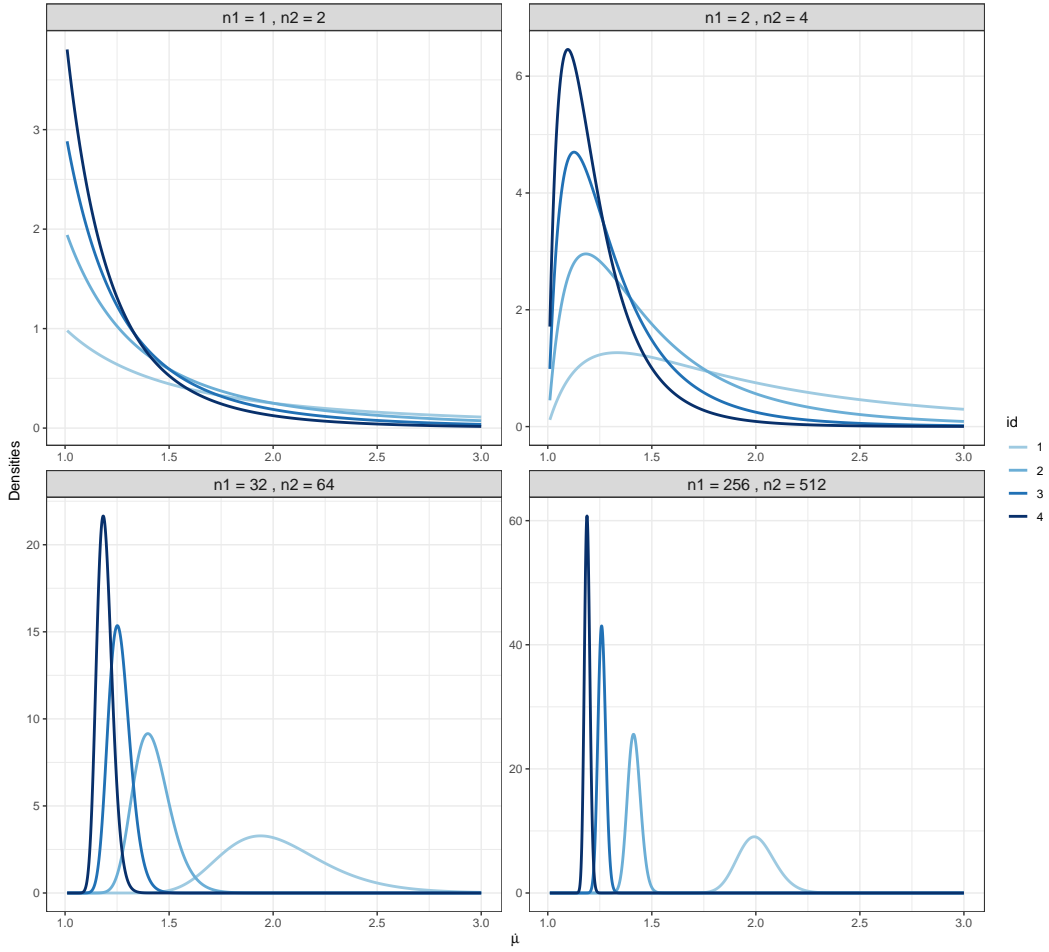 n1 = 1 , n2 = 2
n1 = 2 , n2 = 4
3
2
1
0
6
4
2
0
1.0 1.5 2.0 2.5 3.0
1.0 1.5 2.0 2.5 3.0
Densities
n1 = 32 , n2 = 64
n1 = 256 , n2 = 512
20
15
10
5
0
60
40
20
0
1.0 1.5 2.0 2.5 3.0
1.0 1.5 2.0 2.5 3.0
μ̇
id
1
2
3
4